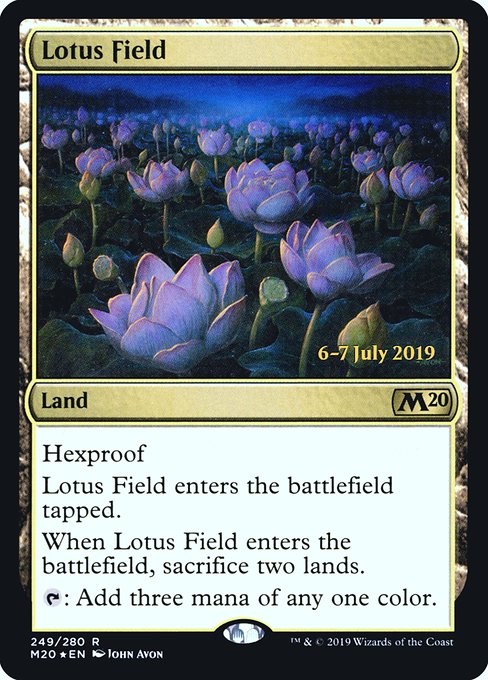 Lotus Field
6–7 July 2019
Land
M20
Hexproof
Lotus Field enters the battlefield
tapped.
When Lotus Field enters the
battlefield, sacrifice two lands.
: Add three mana of any one color.
249/280 R
M20 ★ EN John Avon
™ & © 2019 Wizards of the Coast